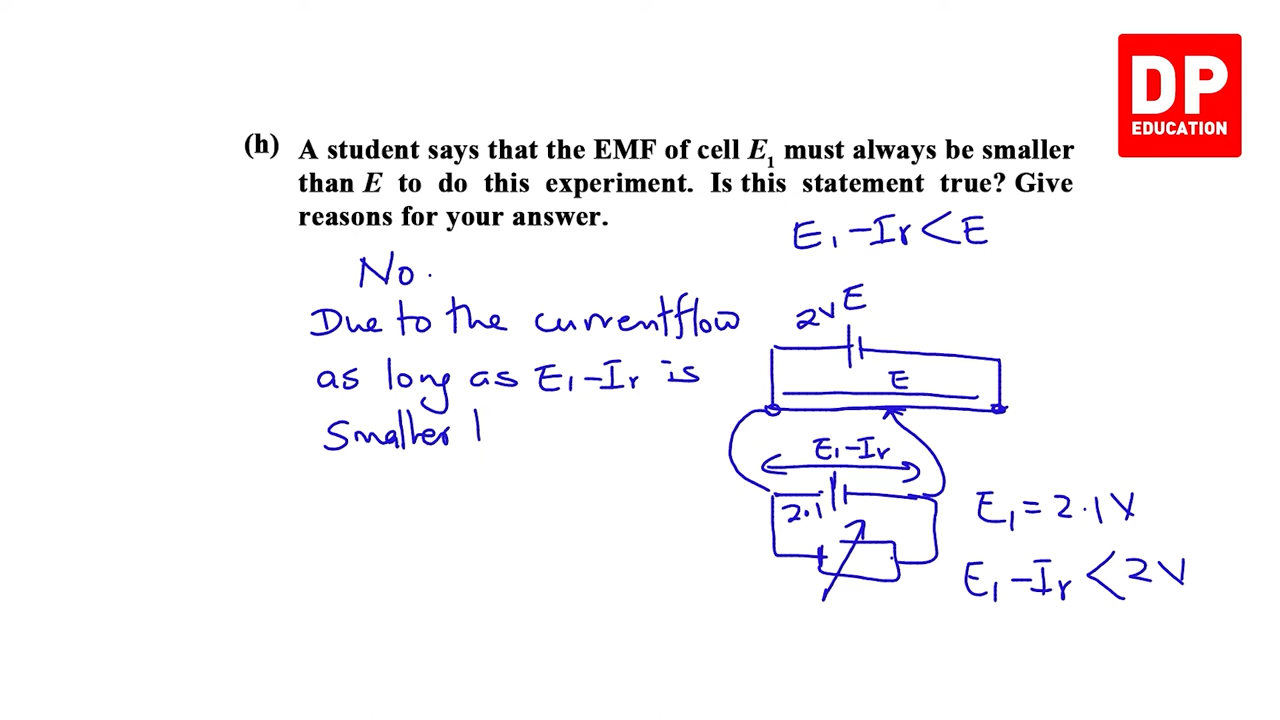 DP
EDUCATION
(h) A student says that the EMF of cell E₁ must always be smaller
than E to do this experiment. Is this statement true? Give
reasons for your answer.
E₁ - Ir < E
No.
Due to the current flow
as long as E₁ - Ir is
smaller
2V E
E
E₁ - Ir
2.1
E₁ = 2.1V
E₁ - Ir < 2V